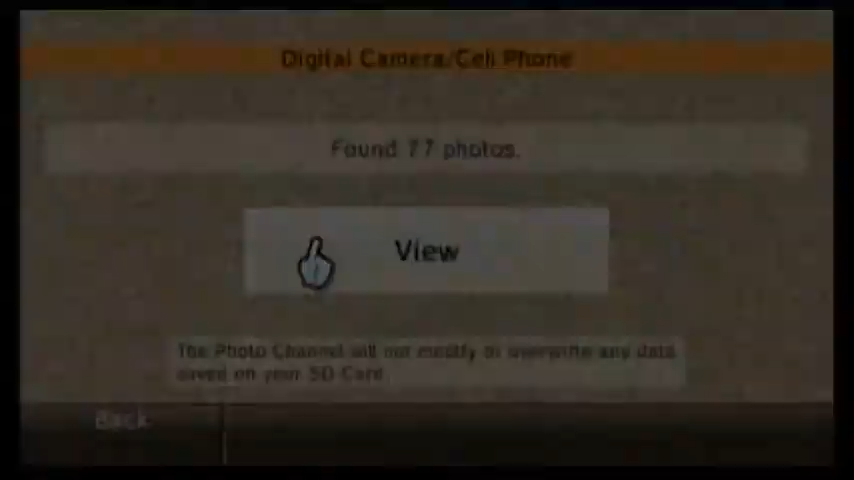 Digital Camera/Cell Phone
Found 77 photos.
View
The Photo Channel will not modify or overwrite any data
saved on your SD Card.
Back